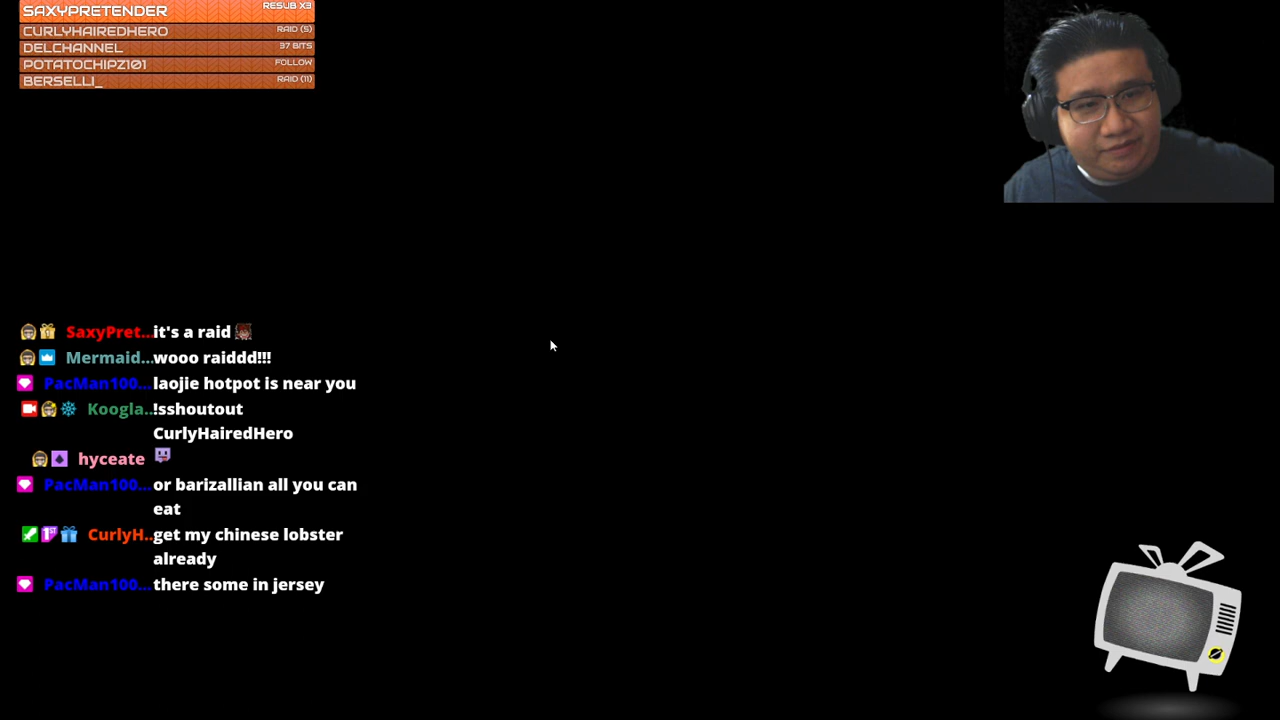 SAXYPRETENDER RESUB X3
CURLYHAIREDHERO RAID (5)
DELCHANNEL 37 BITS
POTATOCHIPZ101 FOLLOW
BERSELLI_ RAID (11)
SaxyPret... it's a raid
Mermaid... wooo raiddd!!!
PacMan100... laojie hotpot is near you
Koogla.. !sshoutout
CurlyHairedHero
hyceate
PacMan100... or barizallian all you can
eat
CurlyH.. get my chinese lobster
already
PacMan100... there some in jersey